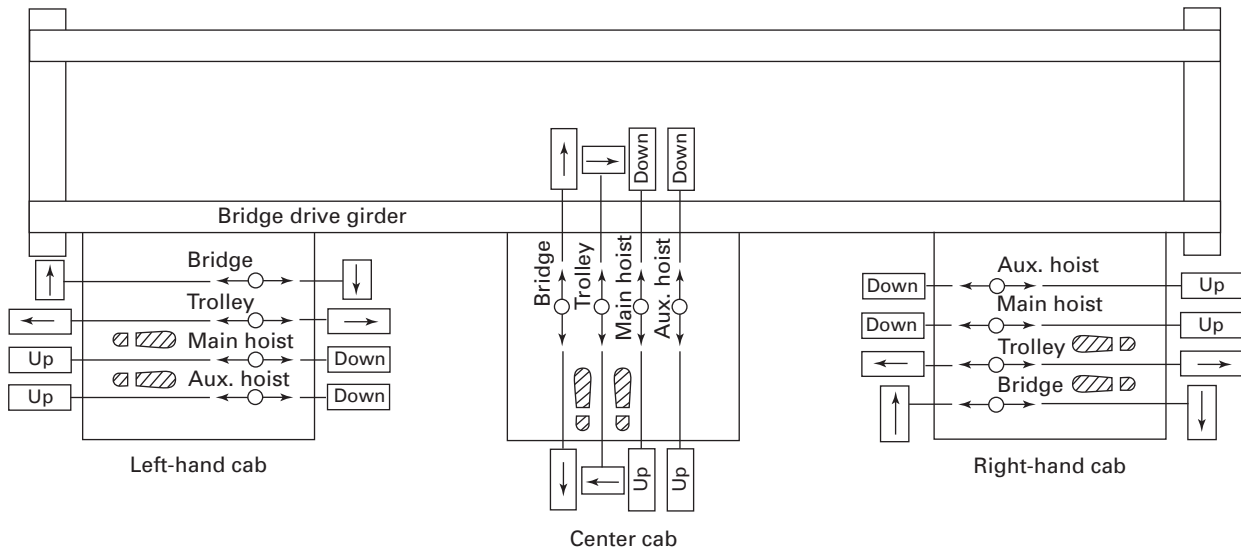 Down
Down
Bridge drive girder
Bridge
Trolley
Main hoist
Aux. hoist
Up
Down
Up
Down
Left-hand cab
Bridge
Trolley
Main hoist
Aux. hoist
Up
Up
Center cab
Aux. hoist
Down
Up
Main hoist
Down
Up
Trolley
Bridge
Right-hand cab